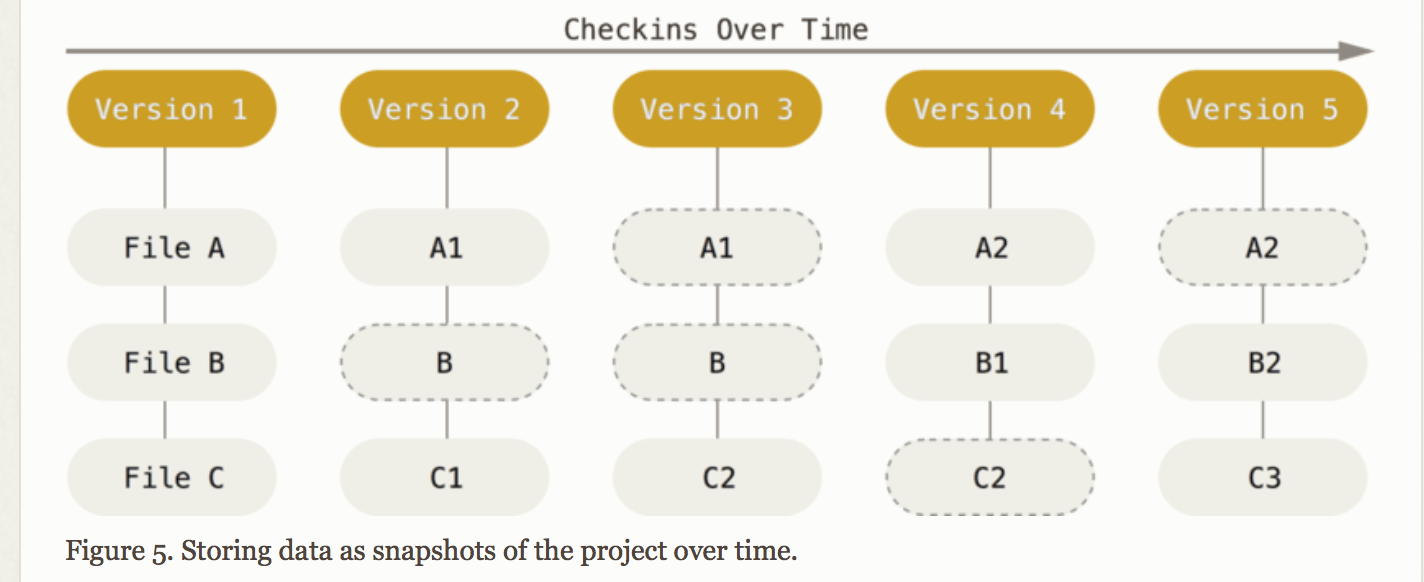 Checkins Over Time
Version 1 Version 2 Version 3 Version 4 Version 5
File A A1 A1 A2 A2
File B B B B1 B2
File C C1 C2 C2 C3
Figure 5. Storing data as snapshots of the project over time.